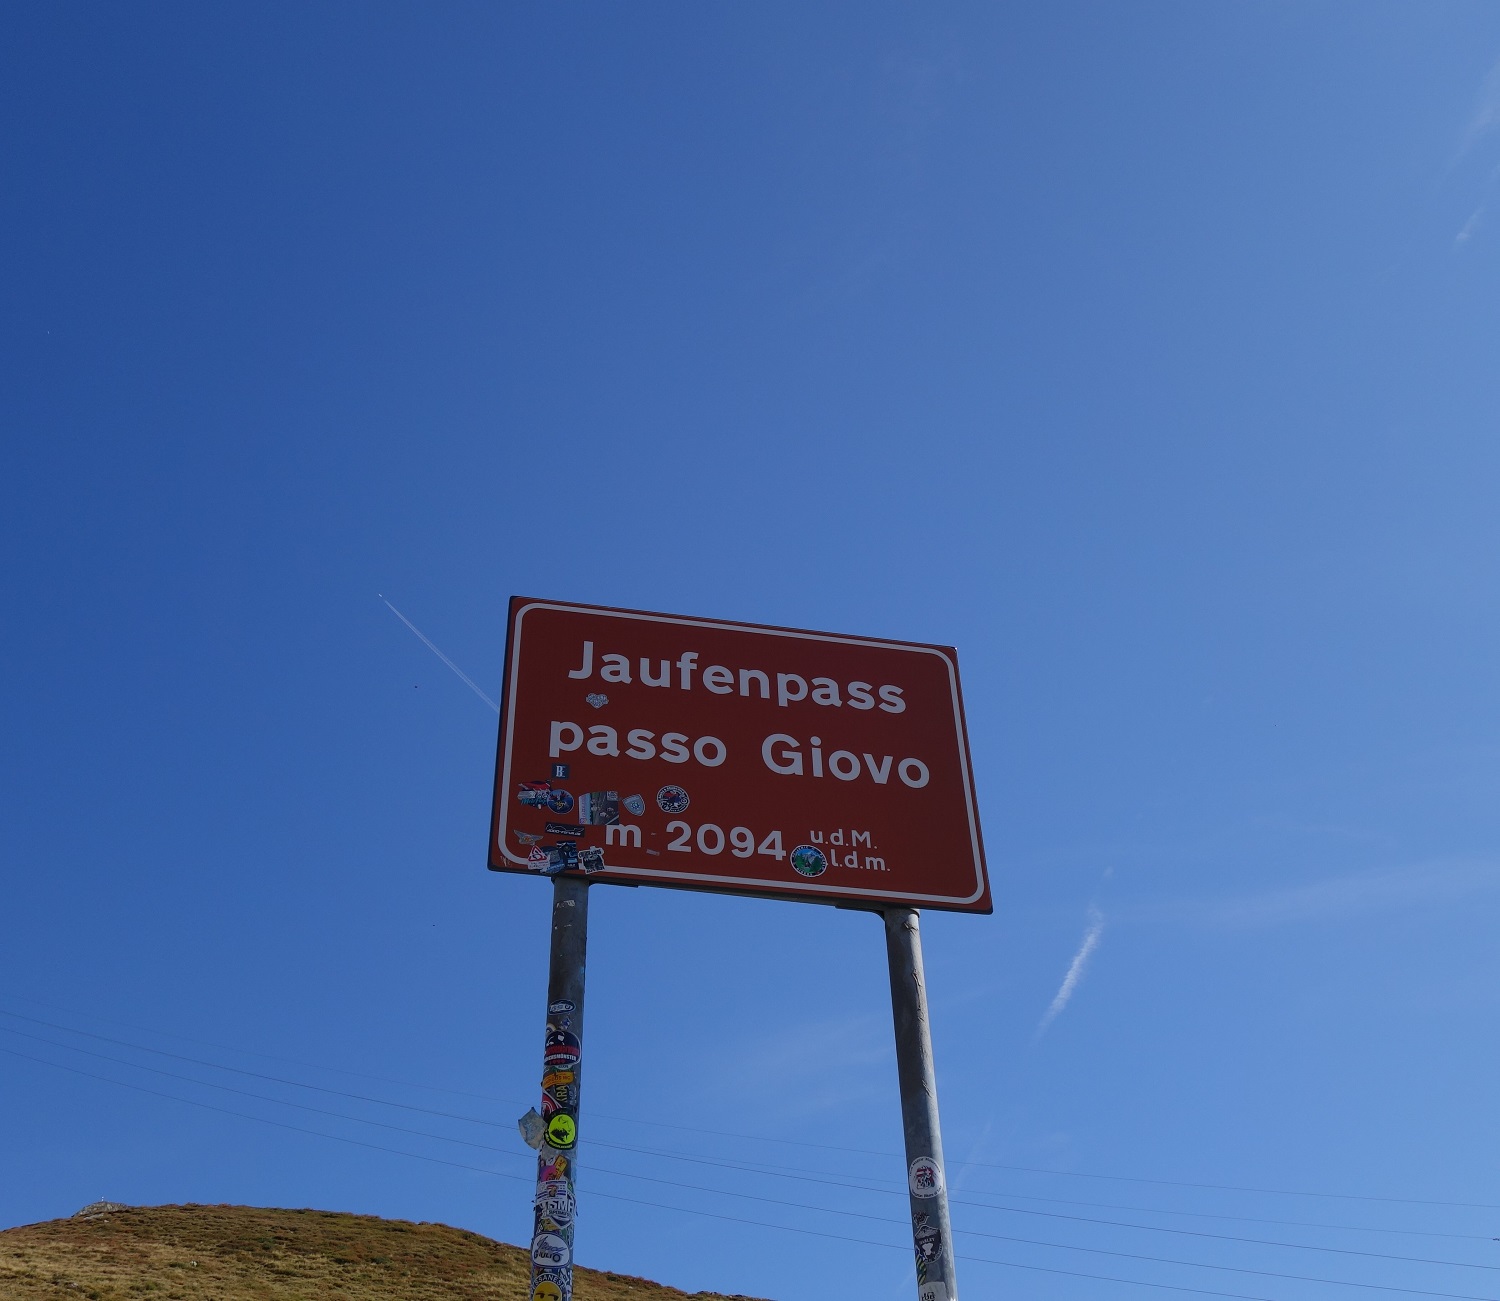 Jaufenpass
passo Giovo
m 2094 u.d.M.
l.d.m.